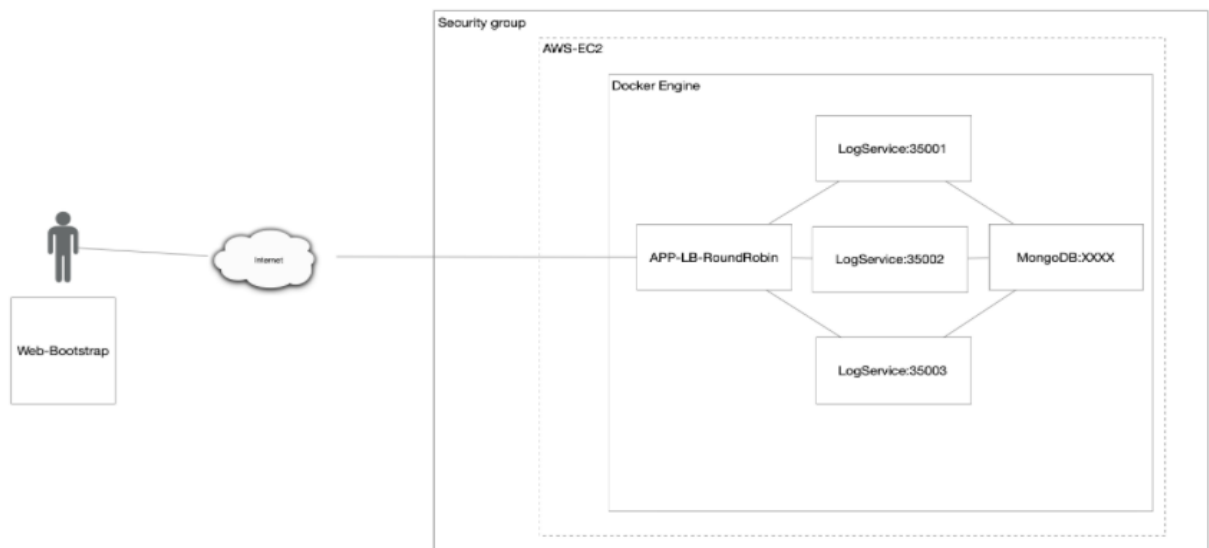 Security group
AWS-EC2
Docker Engine
LogService:35001
APP-LB-RoundRobin
LogService:35002
MongoDB:XXXX
Internet
Web-Bootstrap
LogService:35003